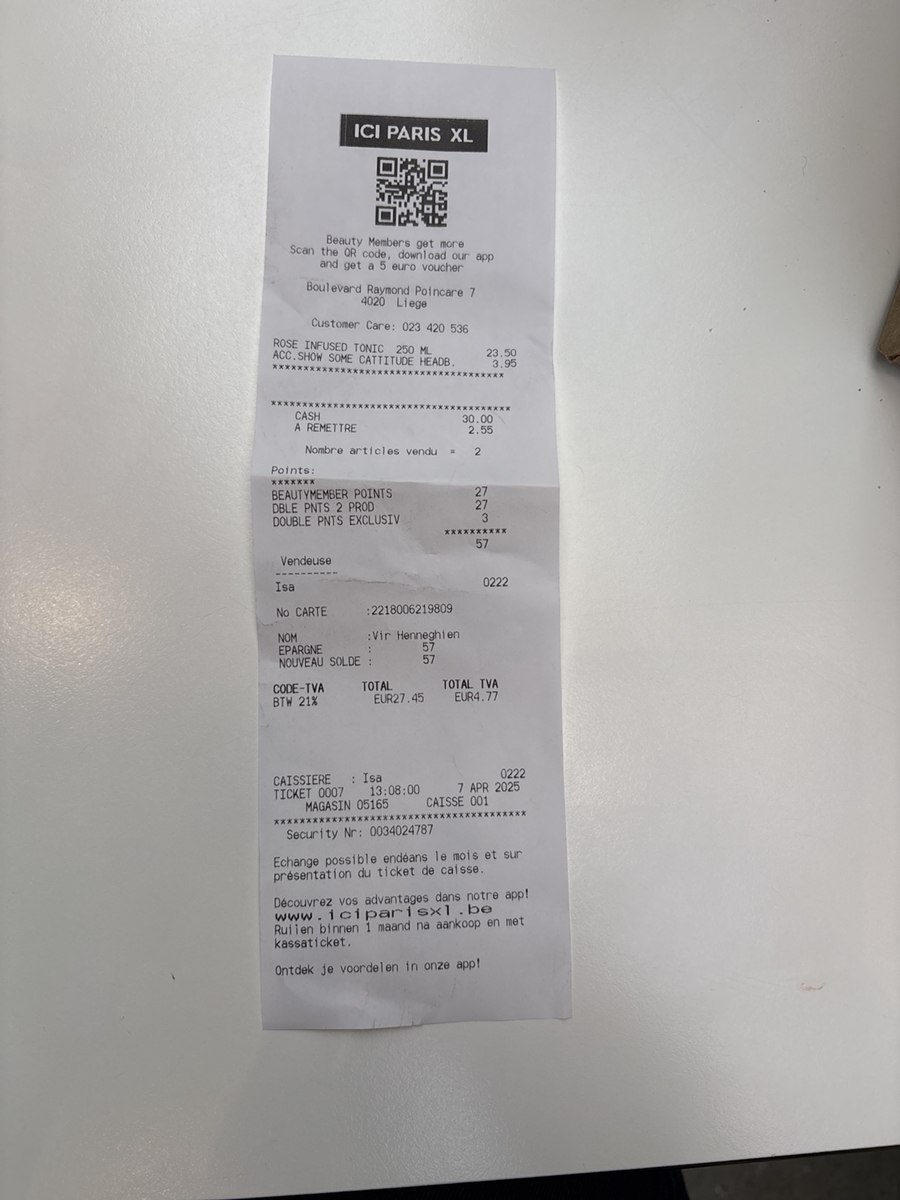 ICI PARIS XL
Beauty Members get more
Scan the QR code, download our app
and get a 5 euro voucher
Boulevard Raymond Poincare 7
4020 Liege
Customer Care: 023 420 536
ROSE INFUSED TONIC 250 ML 23.50
ACC.SHOW SOME CATTITUDE HEADB. 3.95
****************************************
****************************************
CASH 30.00
A REMETTRE 2.55
Nombre articles vendu = 2
Points:
*******
BEAUTYMEMBER POINTS 27
DBLE PNTS 2 PROD 27
DOUBLE PNTS EXCLUSIV 3
**********
57
Vendeuse
----------
Isa 0222
No CARTE :2218006219809
NOM :Vir Henneghien
EPARGNE : 57
NOUVEAU SOLDE : 57
CODE-TVA TOTAL TOTAL TVA
BTW 21% EUR27.45 EUR4.77
CAISSIERE : Isa 0222
TICKET 0007 13:08:00 7 APR 2025
MAGASIN 05165 CAISSE 001
****************************************
Security Nr: 0034024787
Echange possible endéans le mois et sur
présentation du ticket de caisse.
Découvrez vos advantages dans notre app!
www.iciparisxl.be
Ruilen binnen 1 maand na aankoop en met
kassaticket.
Ontdek je voordelen in onze app!